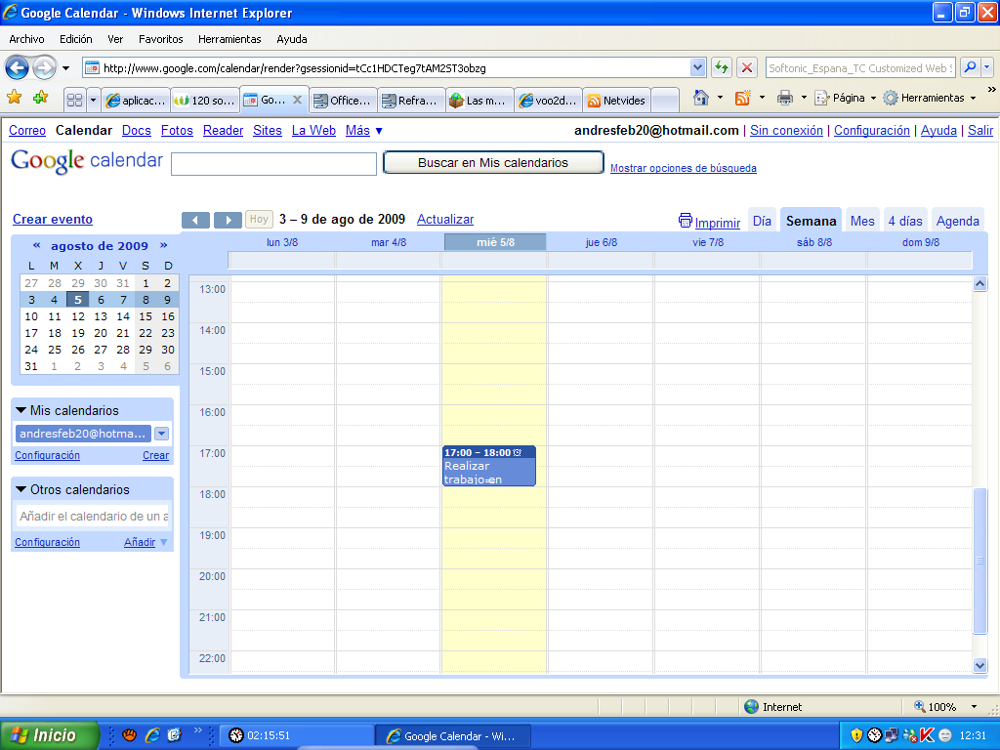 Google Calendar - Windows Internet Explorer
Archivo Edición Ver Favoritos Herramientas Ayuda
http://www.google.com/calendar/render?gsessionid=tCc1HDCTeg7tAM2ST3obzg
Softonic_Espana_TC Customized Web S
aplicac... 120 so... Go... Office... Refra... Las m... voo2d... Netvides
Página Herramientas »
Correo Calendar Docs Fotos Reader Sites La Web Más ▼
andresfeb20@hotmail.com | Sin conexión | Configuración | Ayuda | Salir
Google calendar
Buscar en Mis calendarios
Mostrar opciones de búsqueda
Crear evento
Hoy 3 – 9 de ago de 2009 Actualizar
Imprimir Día Semana Mes 4 días Agenda
« agosto de 2009 »
L M X J V S D
27 28 29 30 31 1 2
3 4 5 6 7 8 9
10 11 12 13 14 15 16
17 18 19 20 21 22 23
24 25 26 27 28 29 30
31 1 2 3 4 5 6
Mis calendarios
andresfeb20@hotma...
Configuración Crear
Otros calendarios
Añadir el calendario de un a
Configuración Añadir ▼
lun 3/8 mar 4/8 mié 5/8 jue 6/8 vie 7/8 sáb 8/8 dom 9/8
13:00
14:00
15:00
16:00
17:00
17:00 – 18:00
Realizar
trabajo en
18:00
19:00
20:00
21:00
22:00
Internet 100%
Inicio » 02:15:51 Google Calendar - Wi... 12:31